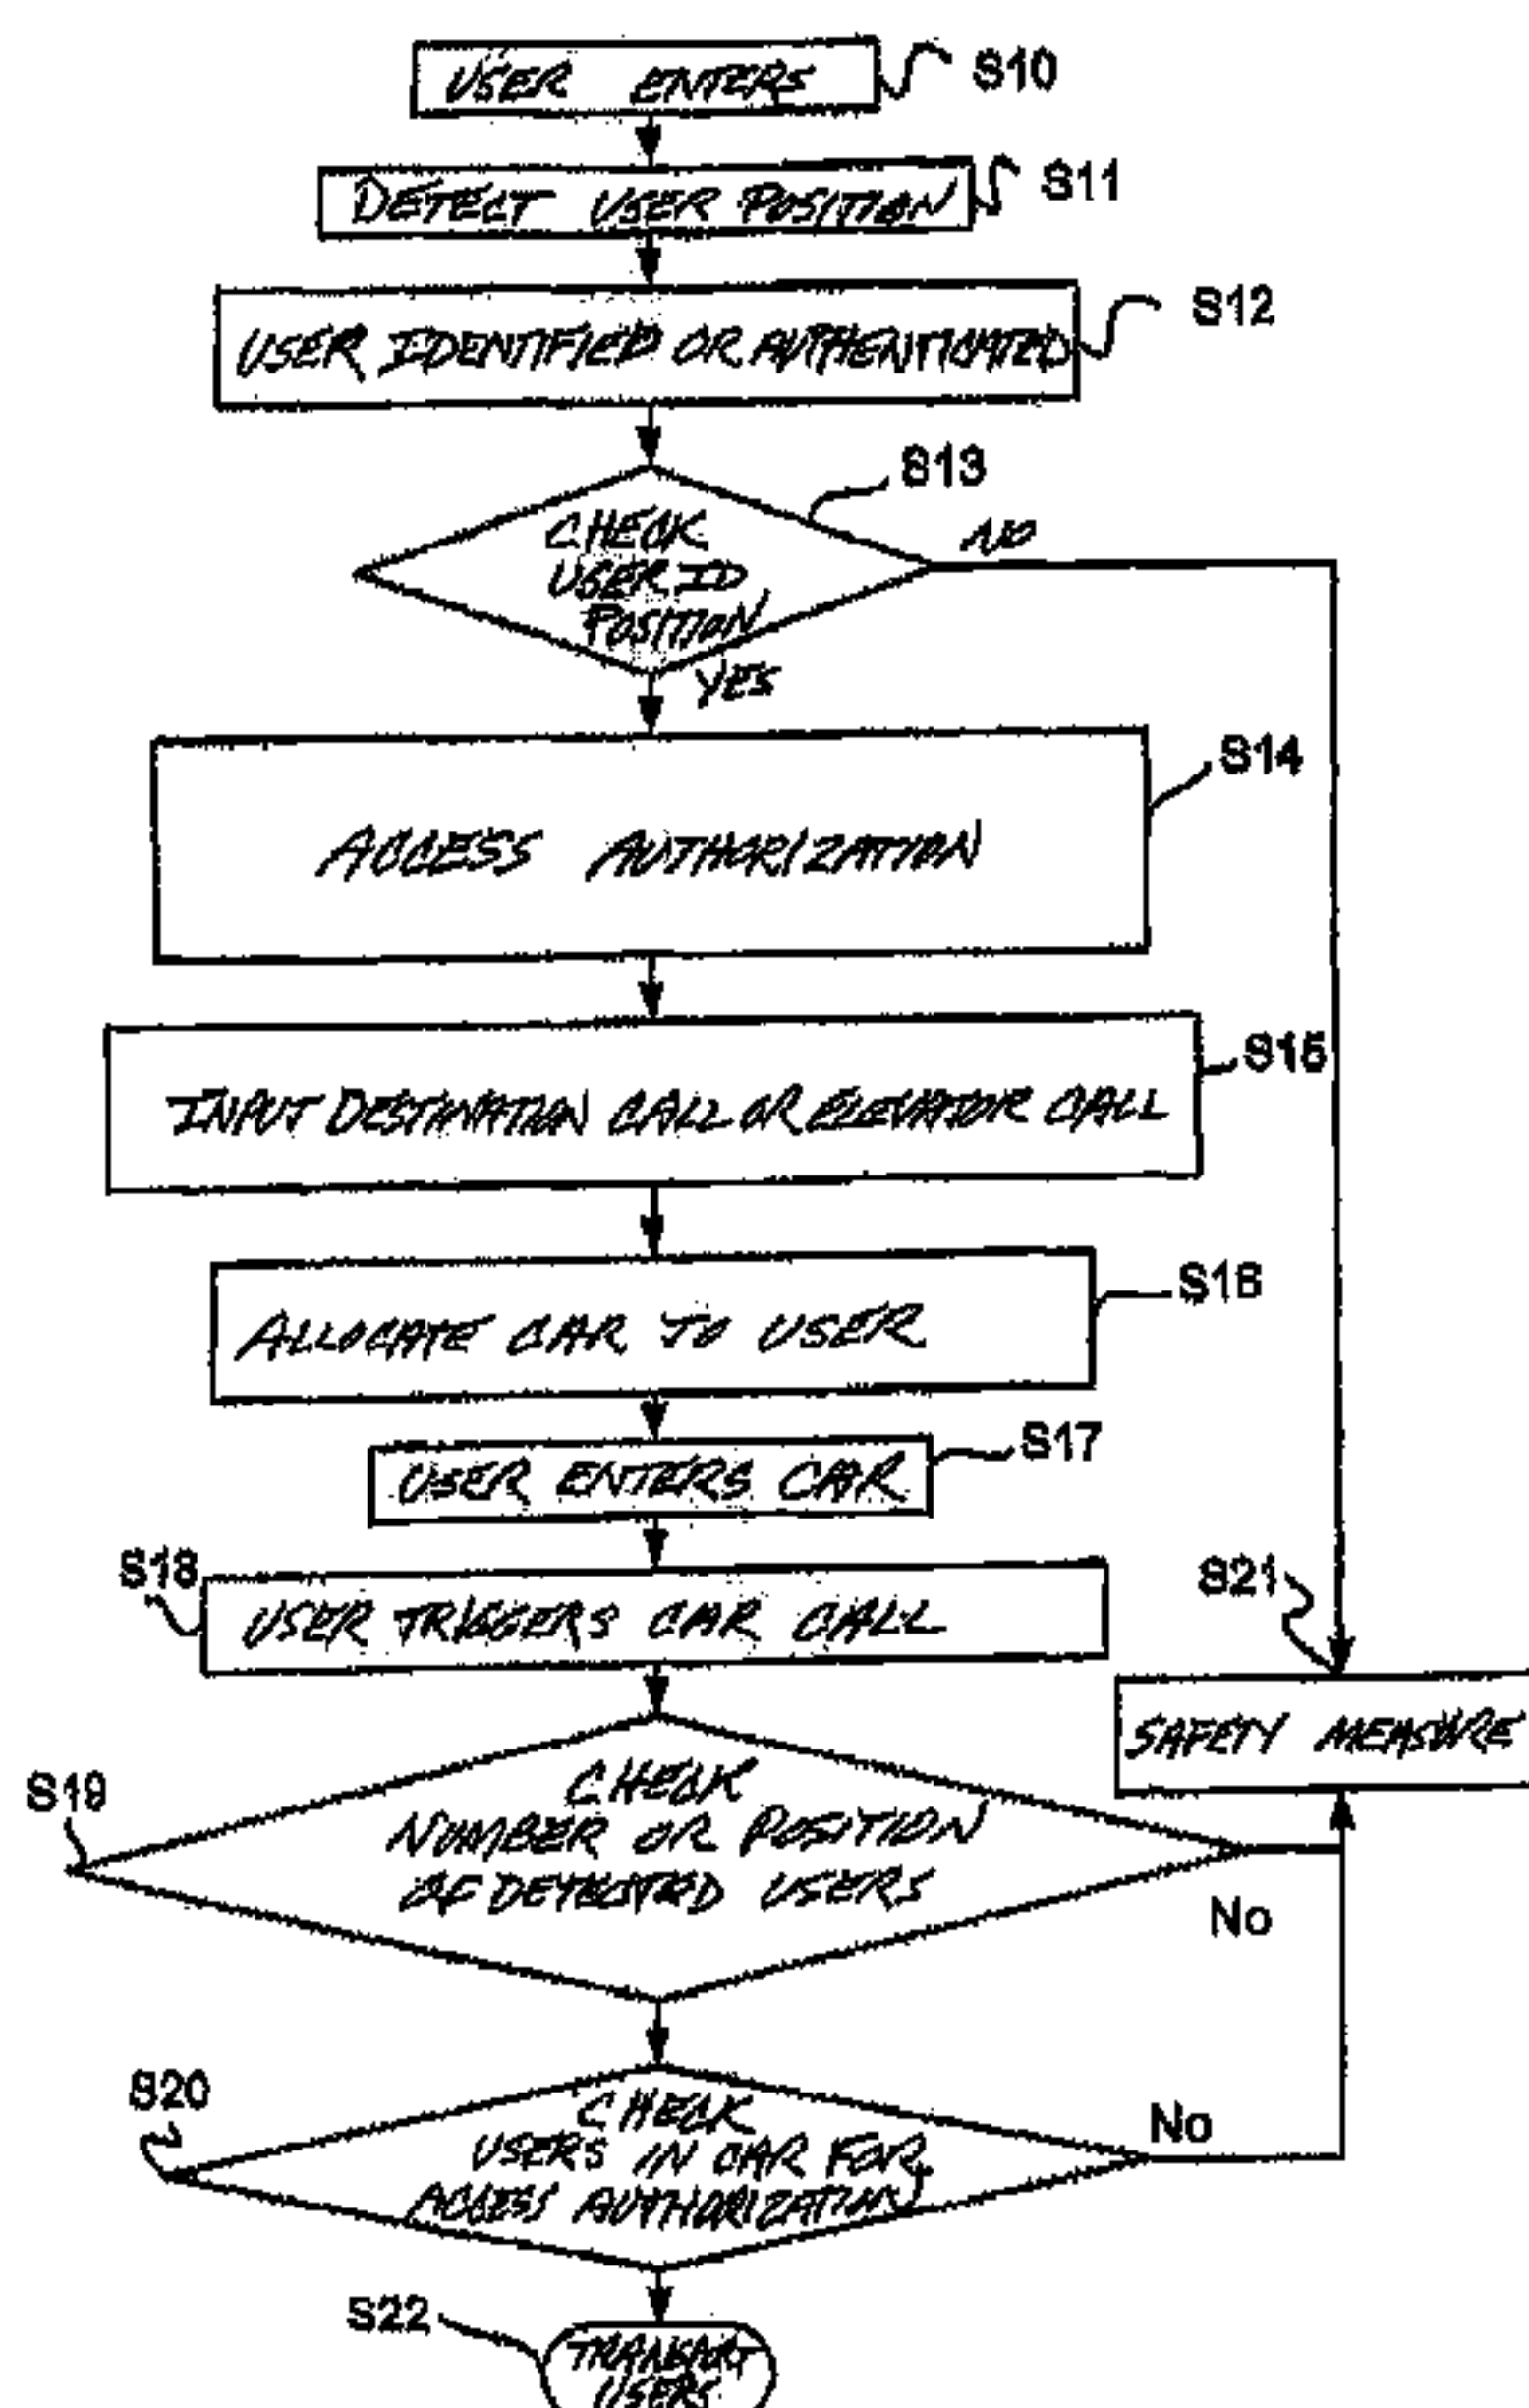 USER ENTERS
S10
DETECT USER POSITION
S11
USER IDENTIFIED OR AUTHENTICATED
S12
S13
CHECK
USER ID
POSITION
NO
YES
S14
ACCESS AUTHORIZATION
S15
INPUT DESTINATION CALL OR ELEVATOR CALL
S16
ALLOCATE CAR TO USER
S17
USER ENTERS CAR
S18
USER TRIGGERS CAR CALL
S21
SAFETY MEASURE
S19
CHECK
NUMBER OR POSITION
OF DETECTED USERS
No
S20
CHECK
USERS IN CAR FOR
ACCESS AUTHORIZATION
No
S22
TRANSPORT
USERS